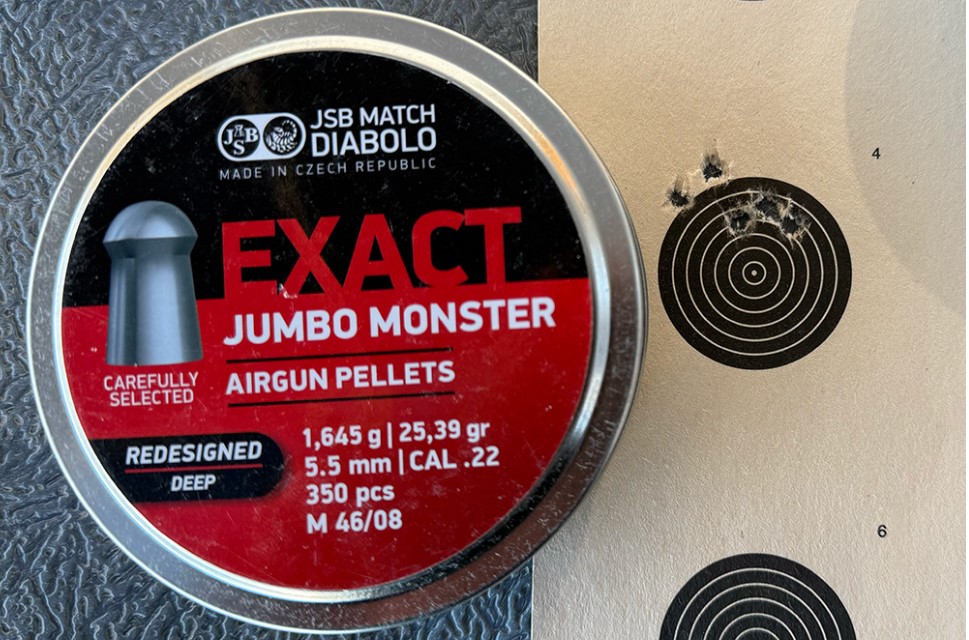 JSB
JSB MATCH
DIABOLO
MADE IN CZECH REPUBLIC
EXACT
JUMBO MONSTER
AIRGUN PELLETS
CAREFULLY
SELECTED
REDESIGNED
DEEP
1,645 g | 25,39 gr
5.5 mm | CAL .22
350 pcs
M 46/08
4
6